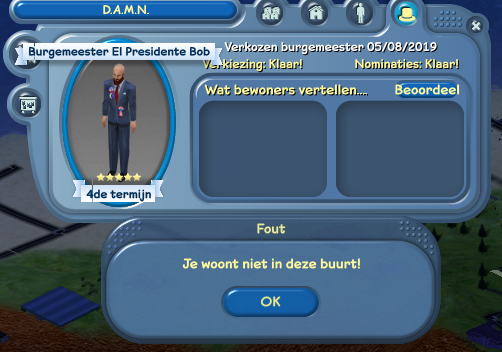 D.A.M.N.
Burgemeester El Presidente Bob
Verkozen burgemeester 05/08/2019
Verkiezing: Klaar! Nominaties: Klaar!
Wat bewoners vertellen.... Beoordeel
4de termijn
Fout
Je woont niet in deze buurt!
OK